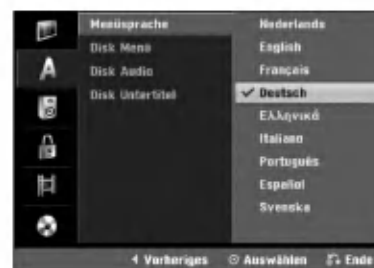 A
Menüsprache
Disk Menü
Disk Audio
Disk Untertitel
Nederlands
English
Français
✓ Deutsch
Ελληνικά
Italiano
Português
Español
Svenska
Vorheriges Auswählen Ende